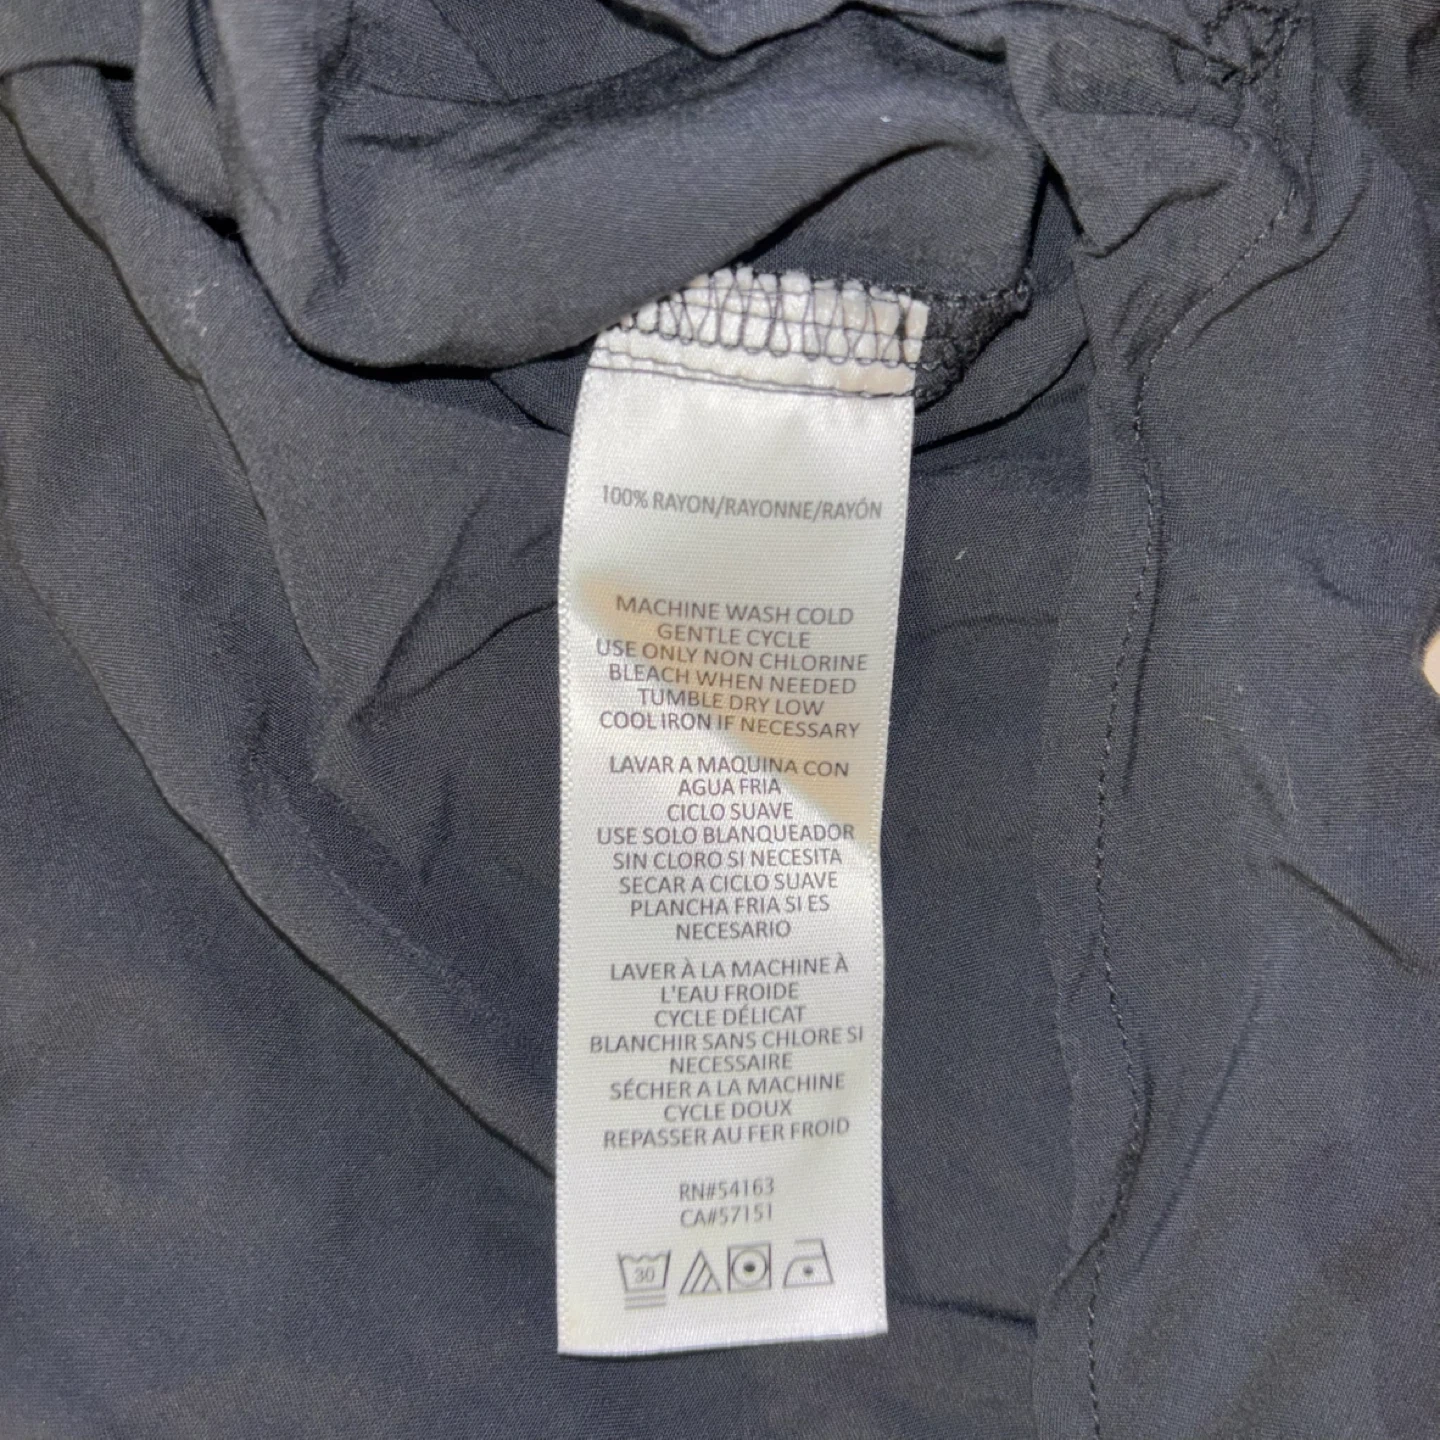 100% RAYON/RAYONNE/RAYÓN
MACHINE WASH COLD
GENTLE CYCLE
USE ONLY NON CHLORINE
BLEACH WHEN NEEDED
TUMBLE DRY LOW
COOL IRON IF NECESSARY
LAVAR A MAQUINA CON
AGUA FRIA
CICLO SUAVE
USE SOLO BLANQUEADOR
SIN CLORO SI NECESITA
SECAR A CICLO SUAVE
PLANCHA FRIA SI ES
NECESARIO
LAVER À LA MACHINE À
L'EAU FROIDE
CYCLE DÉLICAT
BLANCHIR SANS CHLORE SI
NECESSAIRE
SÉCHER A LA MACHINE
CYCLE DOUX
REPASSER AU FER FROID
RN#54163
CA#57151
30